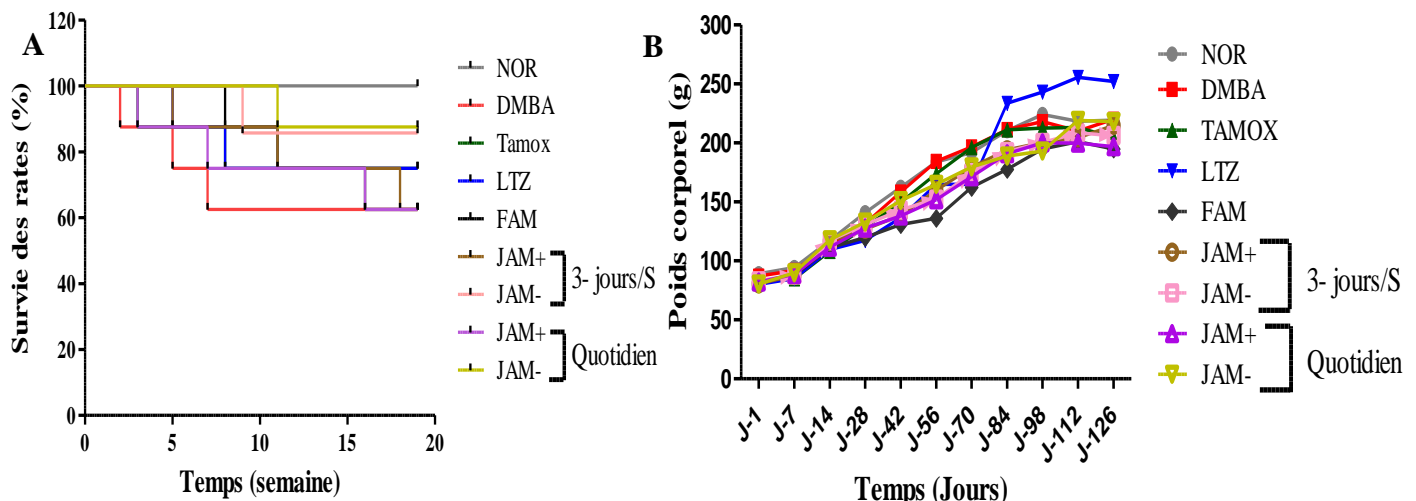 A
Survie des rates (%)
120
100
80
60
40
20
0
0 5 10 15 20
Temps (semaine)
NOR
DMBA
Tamox
LTZ
FAM
JAM+
JAM-
3- jours/S
JAM+
JAM-
Quotidien
B
Poids corporel (g)
300
250
200
150
100
50
0
J-1 J-7 J-14 J-28 J-42 J-56 J-70 J-84 J-98 J-112 J-126
Temps (Jours)
NOR
DMBA
TAMOX
LTZ
FAM
JAM+
JAM-
3- jours/S
JAM+
JAM-
Quotidien